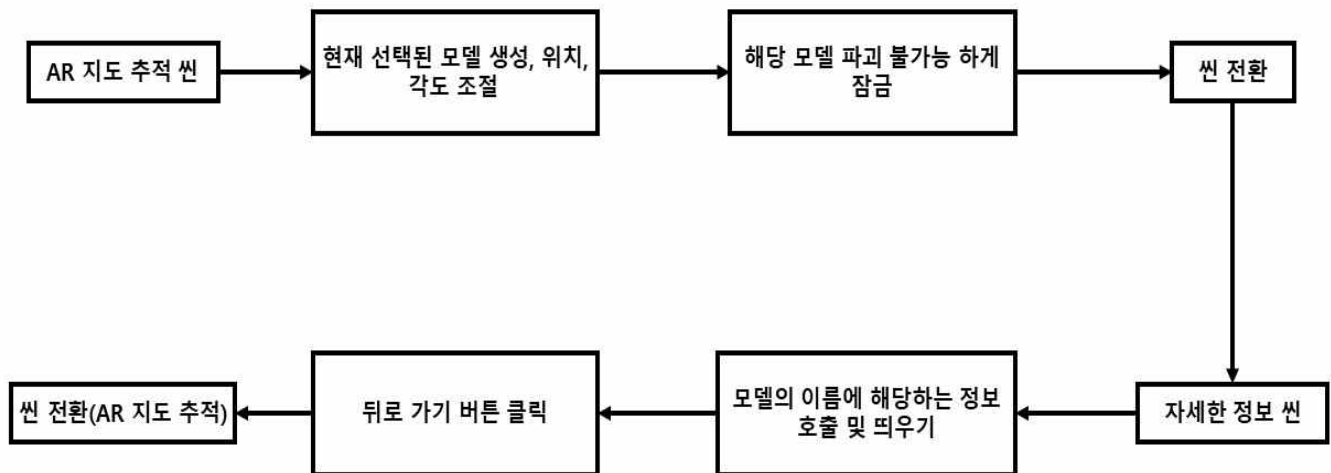 AR 지도 추적 씬
현재 선택된 모델 생성, 위치,
각도 조절
해당 모델 파괴 불가능 하게
잠금
씬 전환
자세한 정보 씬
모델의 이름에 해당하는 정보
호출 및 띄우기
뒤로 가기 버튼 클릭
씬 전환(AR 지도 추적)